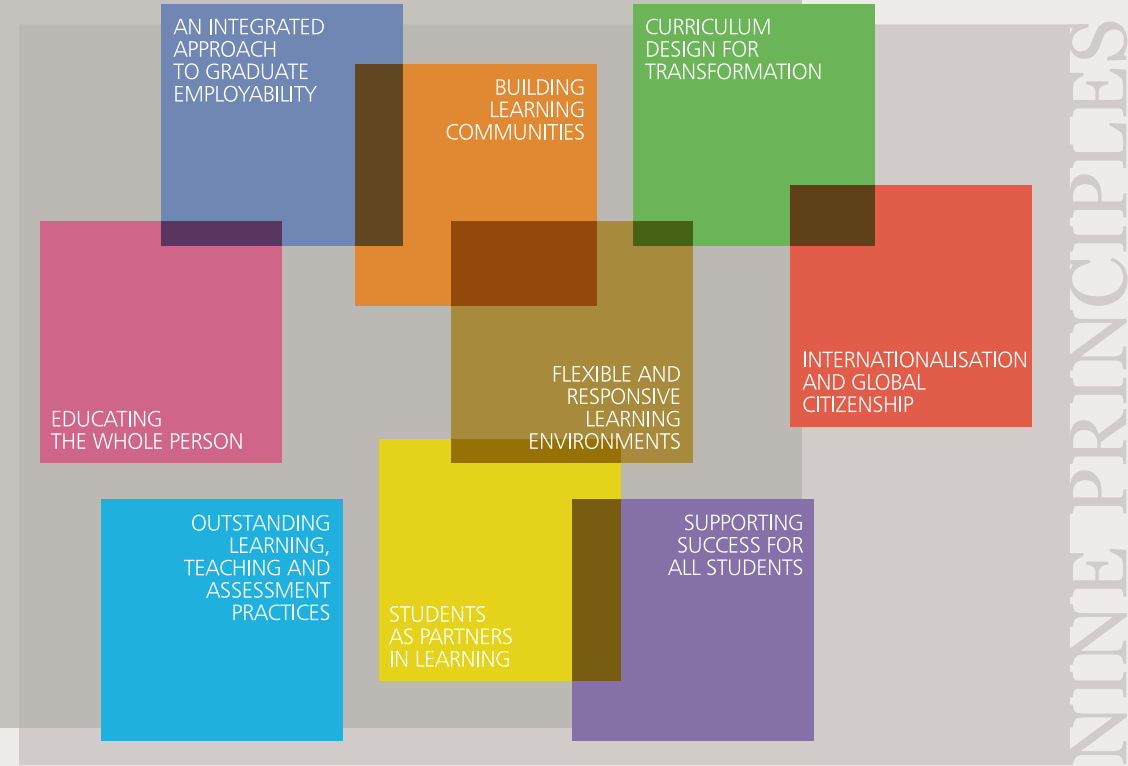 AN INTEGRATED
APPROACH
TO GRADUATE
EMPLOYABILITY
BUILDING
LEARNING
COMMUNITIES
CURRICULUM
DESIGN FOR
TRANSFORMATION
EDUCATING
THE WHOLE PERSON
FLEXIBLE AND
RESPONSIVE
LEARNING
ENVIRONMENTS
INTERNATIONALISATION
AND GLOBAL
CITIZENSHIP
OUTSTANDING
LEARNING,
TEACHING AND
ASSESSMENT
PRACTICES
STUDENTS
AS PARTNERS
IN LEARNING
SUPPORTING
SUCCESS FOR
ALL STUDENTS
NINE PRINCIPLES